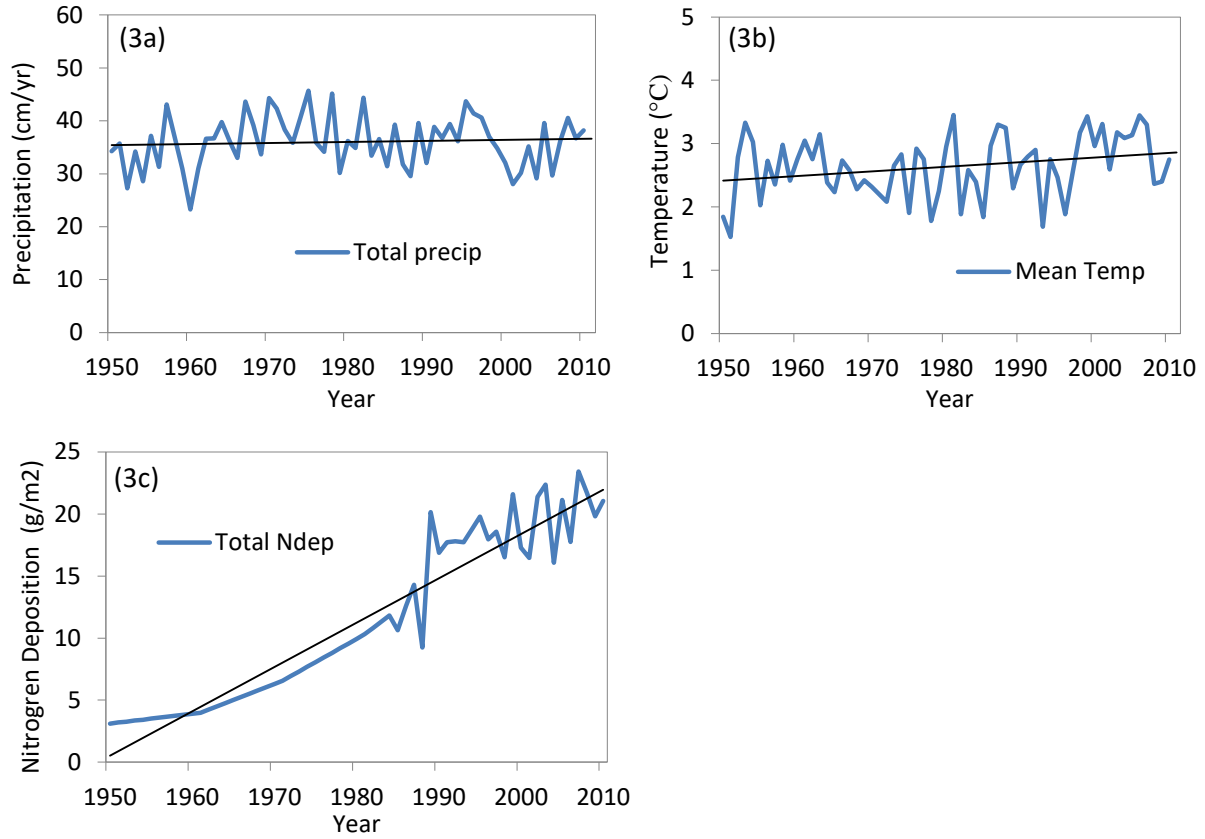 (3a)
Precipitation (cm/yr)
60
50
40
30
20
10
0
Total precip
1950 1960 1970 1980 1990 2000 2010
Year
(3b)
Temperature (°C)
5
4
3
2
1
0
Mean Temp
1950 1960 1970 1980 1990 2000 2010
Year
(3c)
Nitrogren Deposition (g/m2)
25
20
15
10
5
0
Total Ndep
1950 1960 1970 1980 1990 2000 2010
Year